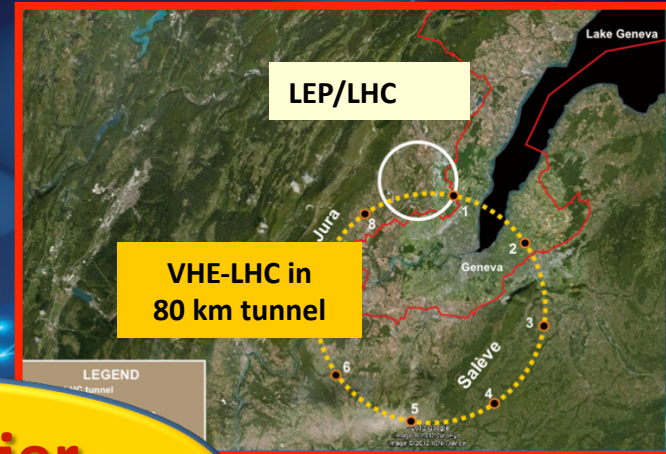 Lake Geneva
LEP/LHC
Jura
8
1
2
Geneva
VHE-LHC in
80 km tunnel
3
Salève
6
4
5
LEGEND
tunnel